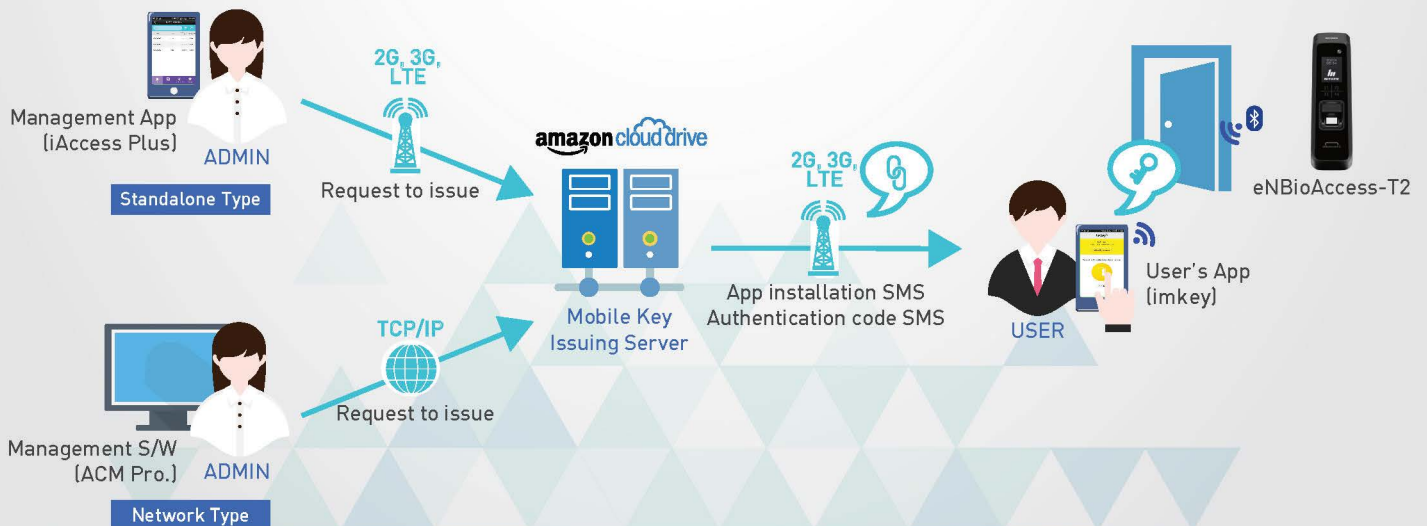 Management App
(iAccess Plus)
ADMIN
Standalone Type
2G, 3G,
LTE
Request to issue
amazon cloud drive
Mobile Key
Issuing Server
TCP/IP
Request to issue
Management S/W
(ACM Pro.)
ADMIN
Network Type
2G, 3G,
LTE
App installation SMS
Authentication code SMS
USER
User's App
(imkey)
eNBioAccess-T2